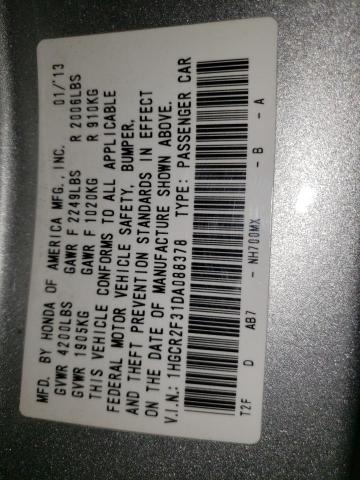 MFD. BY HONDA OF AMERICA MFG., INC. 01/'13
GVWR 4200LBS GAWR F 2249LBS R 2006LBS
GVWR 1905KG GAWR F 1020KG R 910KG
THIS VEHICLE CONFORMS TO ALL APPLICABLE
FEDERAL MOTOR VEHICLE SAFETY, BUMPER,
AND THEFT PREVENTION STANDARDS IN EFFECT
ON THE DATE OF MANUFACTURE SHOWN ABOVE.
V.I.N.: 1HGCR2F31DA088378 TYPE: PASSENGER CAR
T2F D AB7 - NH700MX - B - A